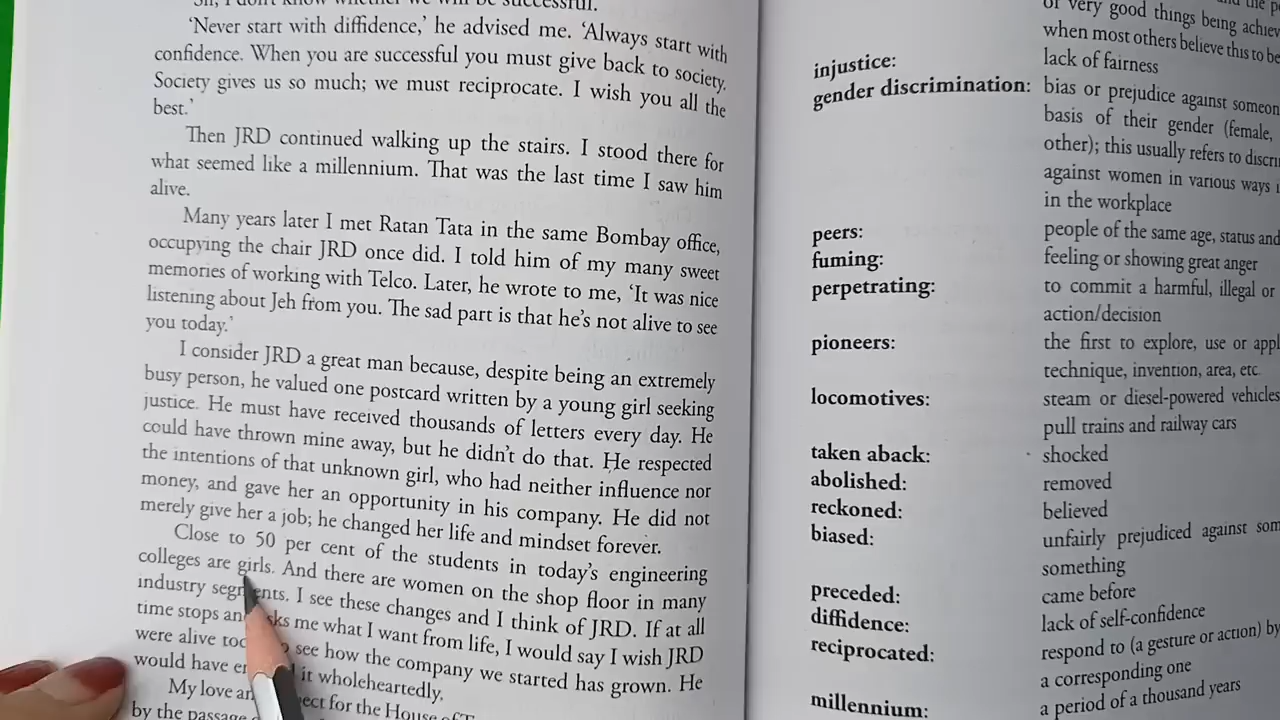 Sir, I don't know whether we will be successful.
'Never start with diffidence,' he advised me. 'Always start with
confidence. When you are successful you must give back to society.
Society gives us so much; we must reciprocate. I wish you all the
best.'
Then JRD continued walking up the stairs. I stood there for
what seemed like a millennium. That was the last time I saw him
alive.
Many years later I met Ratan Tata in the same Bombay office,
occupying the chair JRD once did. I told him of my many sweet
memories of working with Telco. Later, he wrote to me, 'It was nice
listening about Jeh from you. The sad part is that he's not alive to see
you today.'
I consider JRD a great man because, despite being an extremely
busy person, he valued one postcard written by a young girl seeking
justice. He must have received thousands of letters every day. He
could have thrown mine away, but he didn't do that. He respected
the intentions of that unknown girl, who had neither influence nor
money, and gave her an opportunity in his company. He did not
merely give her a job; he changed her life and mindset forever.
Close to 50 per cent of the students in today's engineering
colleges are girls. And there are women on the shop floor in many
industry segments. I see these changes and I think of JRD. If at all
time stops and asks me what I want from life, I would say I wish JRD
were alive see how the company we started has grown. He
would have it wholeheartedly.
My love for the House of
by the passage
of very good things being
when most others believe this to be
injustice: lack of fairness
gender discrimination: bias or prejudice against
basis of their gender (female,
other); this usually refers to
against women in various ways
in the workplace
peers: people of the same age, status and
fuming: feeling or showing great anger
perpetrating: to commit a harmful, illegal or
action/decision
pioneers: the first to explore, use or
technique, invention, area, etc
locomotives: steam or diesel-powered vehicles
pull trains and railway cars
taken aback: shocked
abolished: removed
reckoned: believed
biased: unfairly prejudiced against
something
preceded: came before
diffidence: lack of self-confidence
reciprocated: respond to (a gesture or action) by
a corresponding one
millennium: a period of a thousand years